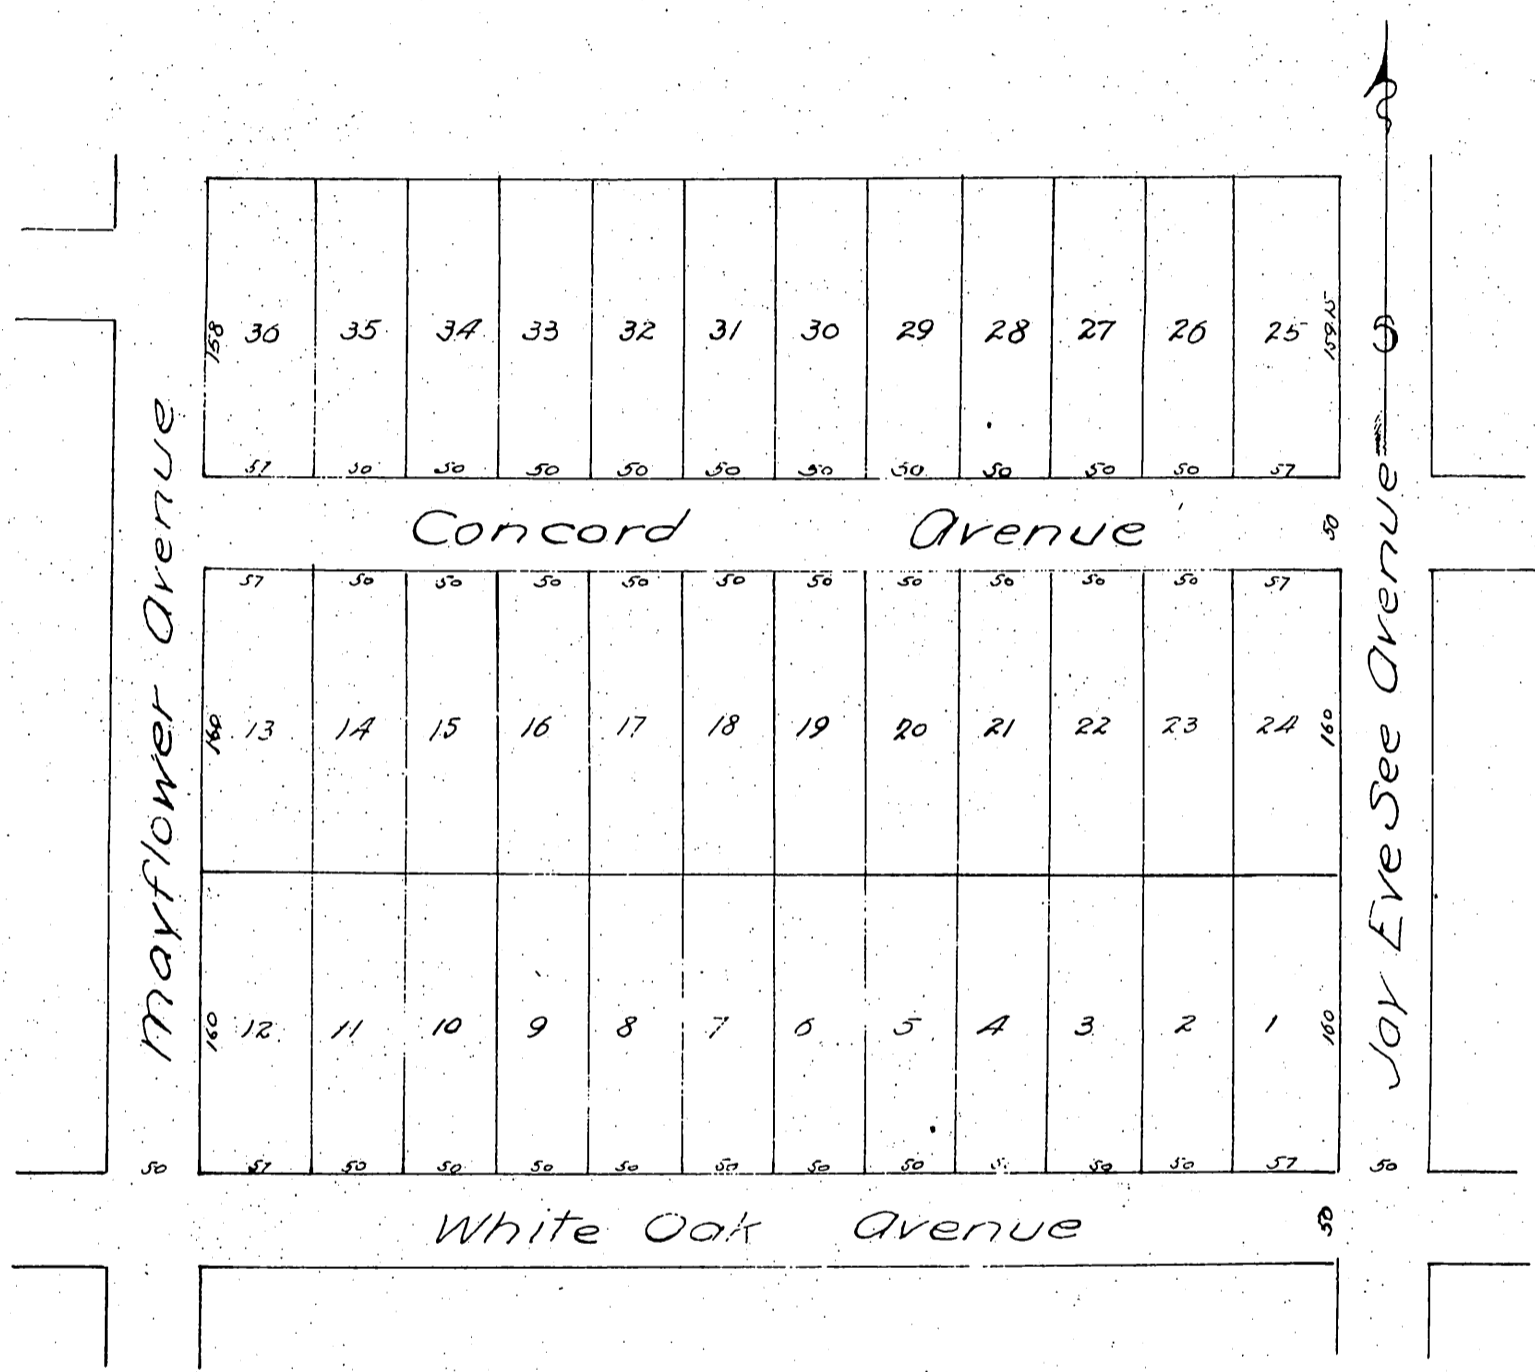 N
S
158 36 35 34 33 32 31 30 29 28 27 26 25 159.25
57 50 50 50 50 50 50 50 50 50 50 57
Concord Avenue 50
57 50 50 50 50 50 50 50 50 50 50 57
160 13 14 15 16 17 18 19 20 21 22 23 24 160
160 12 11 10 9 8 7 6 5 4 3 2 1 160
50 57 50 50 50 50 50 50 50 50 50 57 50
White Oak Avenue 50
Mayflower Avenue
Joy Eve See Avenue